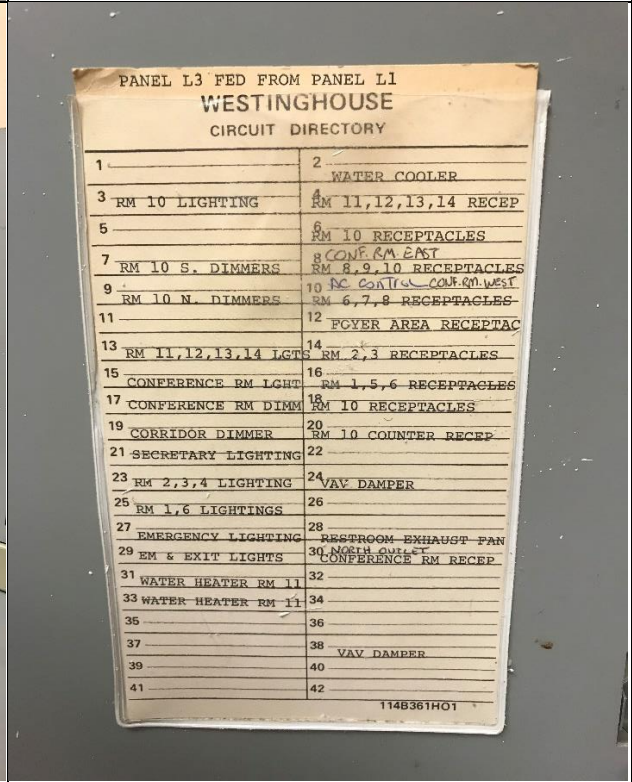 PANEL L3 FED FROM PANEL L1
WESTINGHOUSE
CIRCUIT DIRECTORY
1
2 WATER COOLER
3 RM 10 LIGHTING
4 RM 11,12,13,14 RECEP
5
6 RM 10 RECEPTACLES
7 RM 10 S. DIMMERS
8 CONF. RM. EAST
RM 8,9,10 RECEPTACLES
9 RM 10 N. DIMMERS
10 AC CONTROL CONF. RM. WEST
RM 6,7,8 RECEPTACLES
11
12 FOYER AREA RECEPTAC
13 RM 11,12,13,14 LGTS
14 RM 2,3 RECEPTACLES
15 CONFERENCE RM LGHT
16 RM 1,5,6 RECEPTACLES
17 CONFERENCE RM DIMM
18 RM 10 RECEPTACLES
19 CORRIDOR DIMMER
20 RM 10 COUNTER RECEP
21 SECRETARY LIGHTING
22
23 RM 2,3,4 LIGHTING
24 VAV DAMPER
25 RM 1,6 LIGHTINGS
26
27 EMERGENCY LIGHTING
28 RESTROOM EXHAUST FAN
29 EM & EXIT LIGHTS
30 NORTH OUTLET
CONFERENCE RM RECEP
31 WATER HEATER RM 11
32
33 WATER HEATER RM 11
34
35
36
37
38 VAV DAMPER
39
40
41
42
114B361HO1